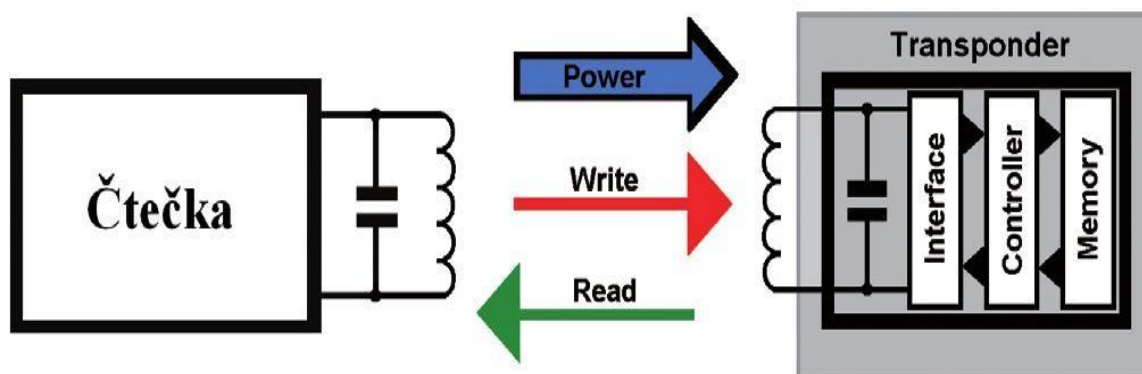 Čtečka
Power
Write
Read
Transponder
Interface
Controller
Memory